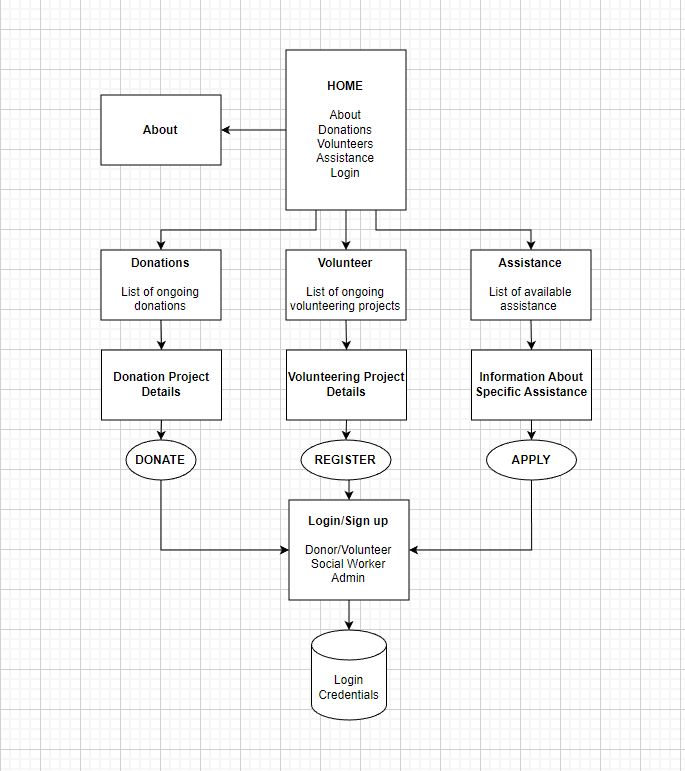 HOME
About
Donations
Volunteers
Assistance
Login
About
Donations
List of ongoing
donations
Volunteer
List of ongoing
volunteering projects
Assistance
List of available
assistance
Donation Project
Details
Volunteering Project
Details
Information About
Specific Assistance
DONATE
REGISTER
APPLY
Login/Sign up
Donor/Volunteer
Social Worker
Admin
Login
Credentials